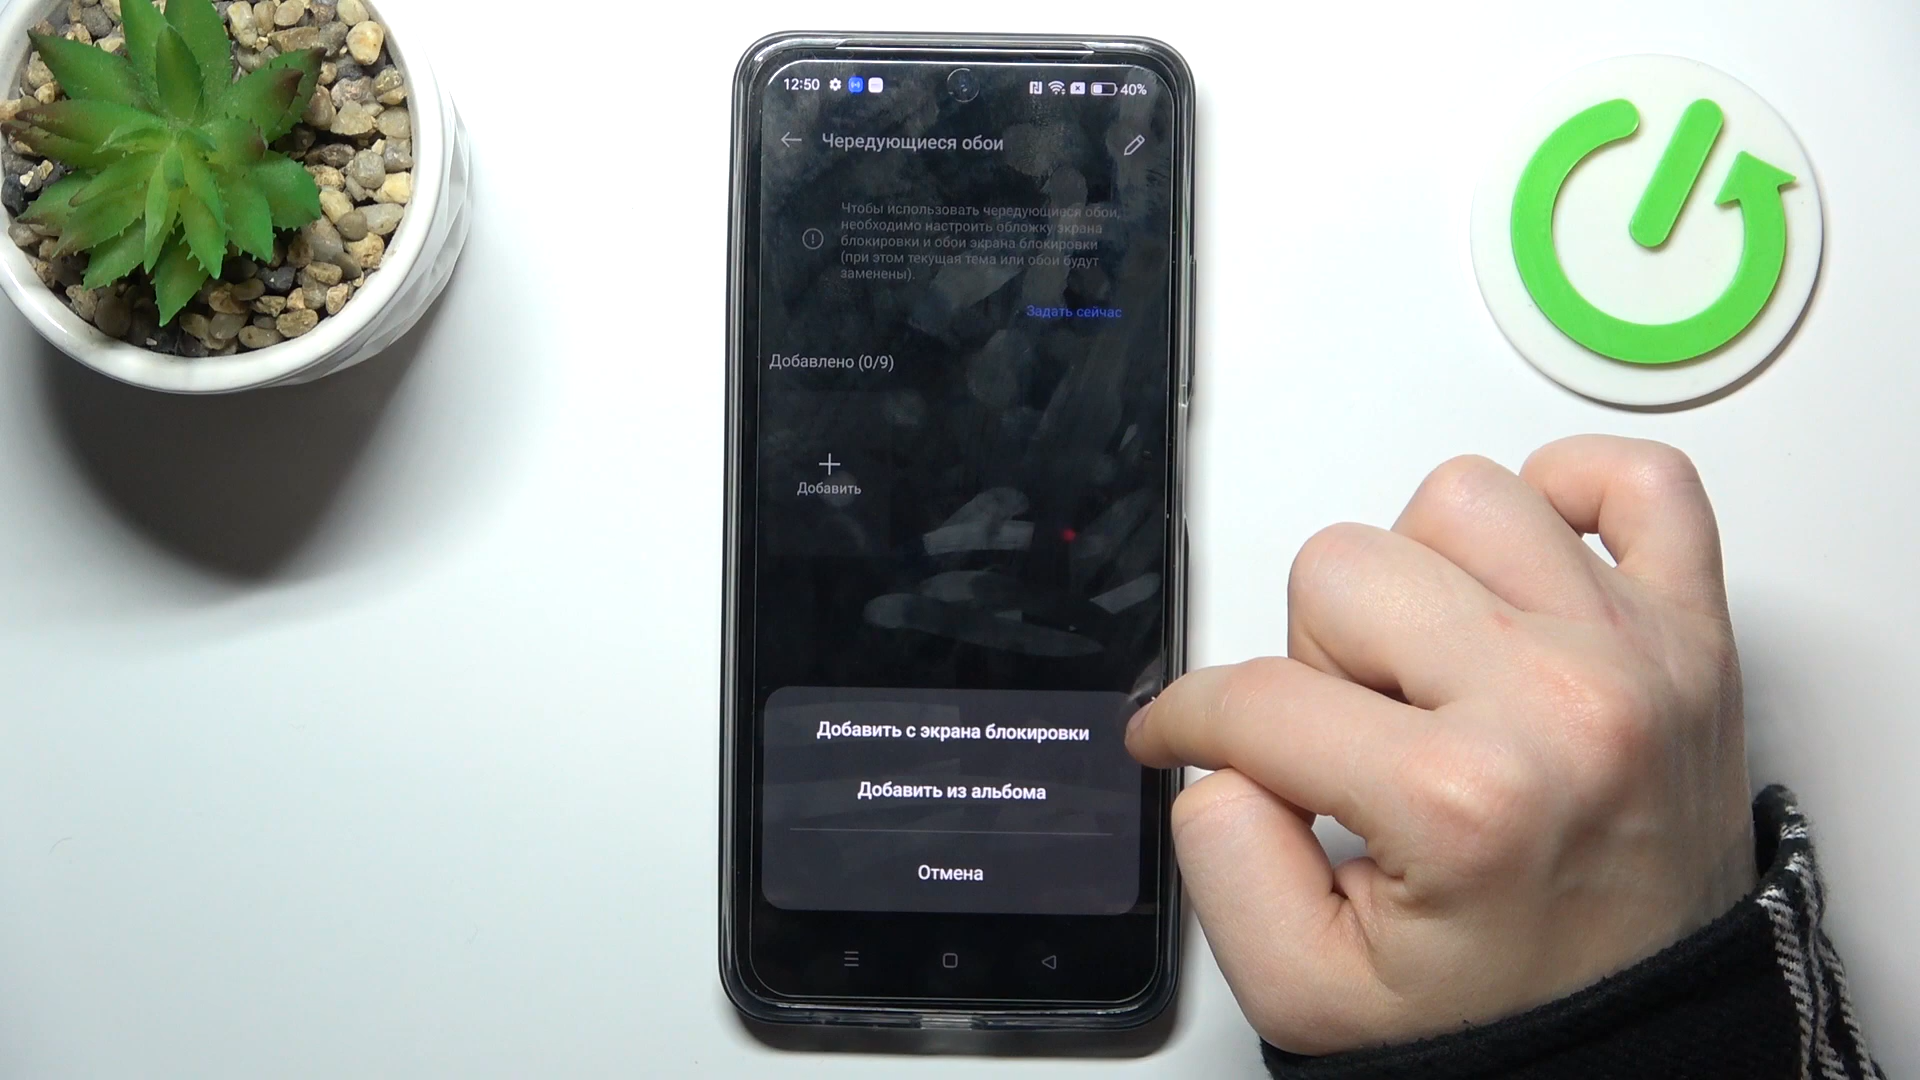 12:50
40%
Чередующиеся обои
Чтобы использовать чередующиеся обои,
необходимо настроить обложку экрана
блокировки и обои экрана блокировки
(при этом текущая тема или обои будут
заменены).
Задать сейчас
Добавлено (0/9)
Добавить
Добавить с экрана блокировки
Добавить из альбома
Отмена